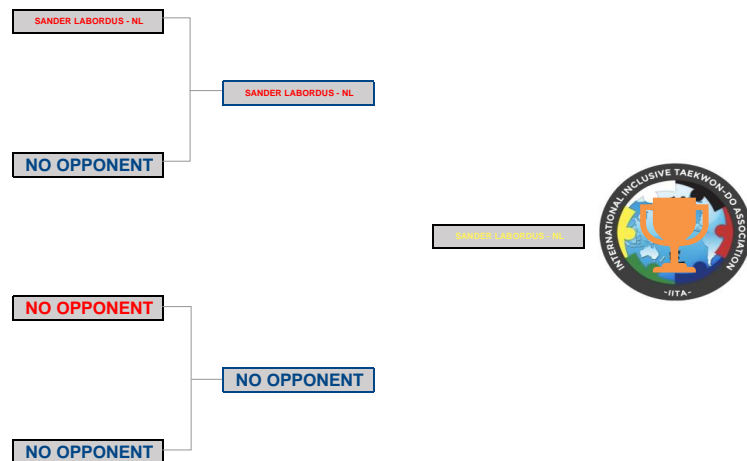 SANDER LABORDUS - NL
SANDER LABORDUS - NL
NO OPPONENT
SANDER LABORDUS - NL
INTERNATIONAL INCLUSIVE TAEKWON-DO ASSOCIATION
-IITA-
NO OPPONENT
NO OPPONENT
NO OPPONENT